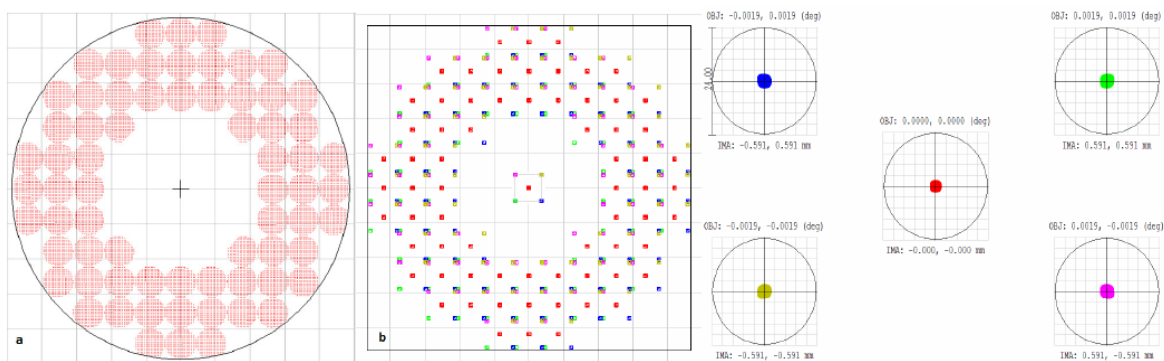 a
b
OBJ: -0.0019, 0.0019 (deg)
24.00
IMA: -0.591, 0.591 mm
OBJ: 0.0019, 0.0019 (deg)
IMA: 0.591, 0.591 mm
OBJ: 0.0000, 0.0000 (deg)
IMA: -0.000, -0.000 mm
OBJ: -0.0019, -0.0019 (deg)
IMA: -0.591, -0.591 mm
OBJ: 0.0019, -0.0019 (deg)
IMA: 0.591, -0.591 mm